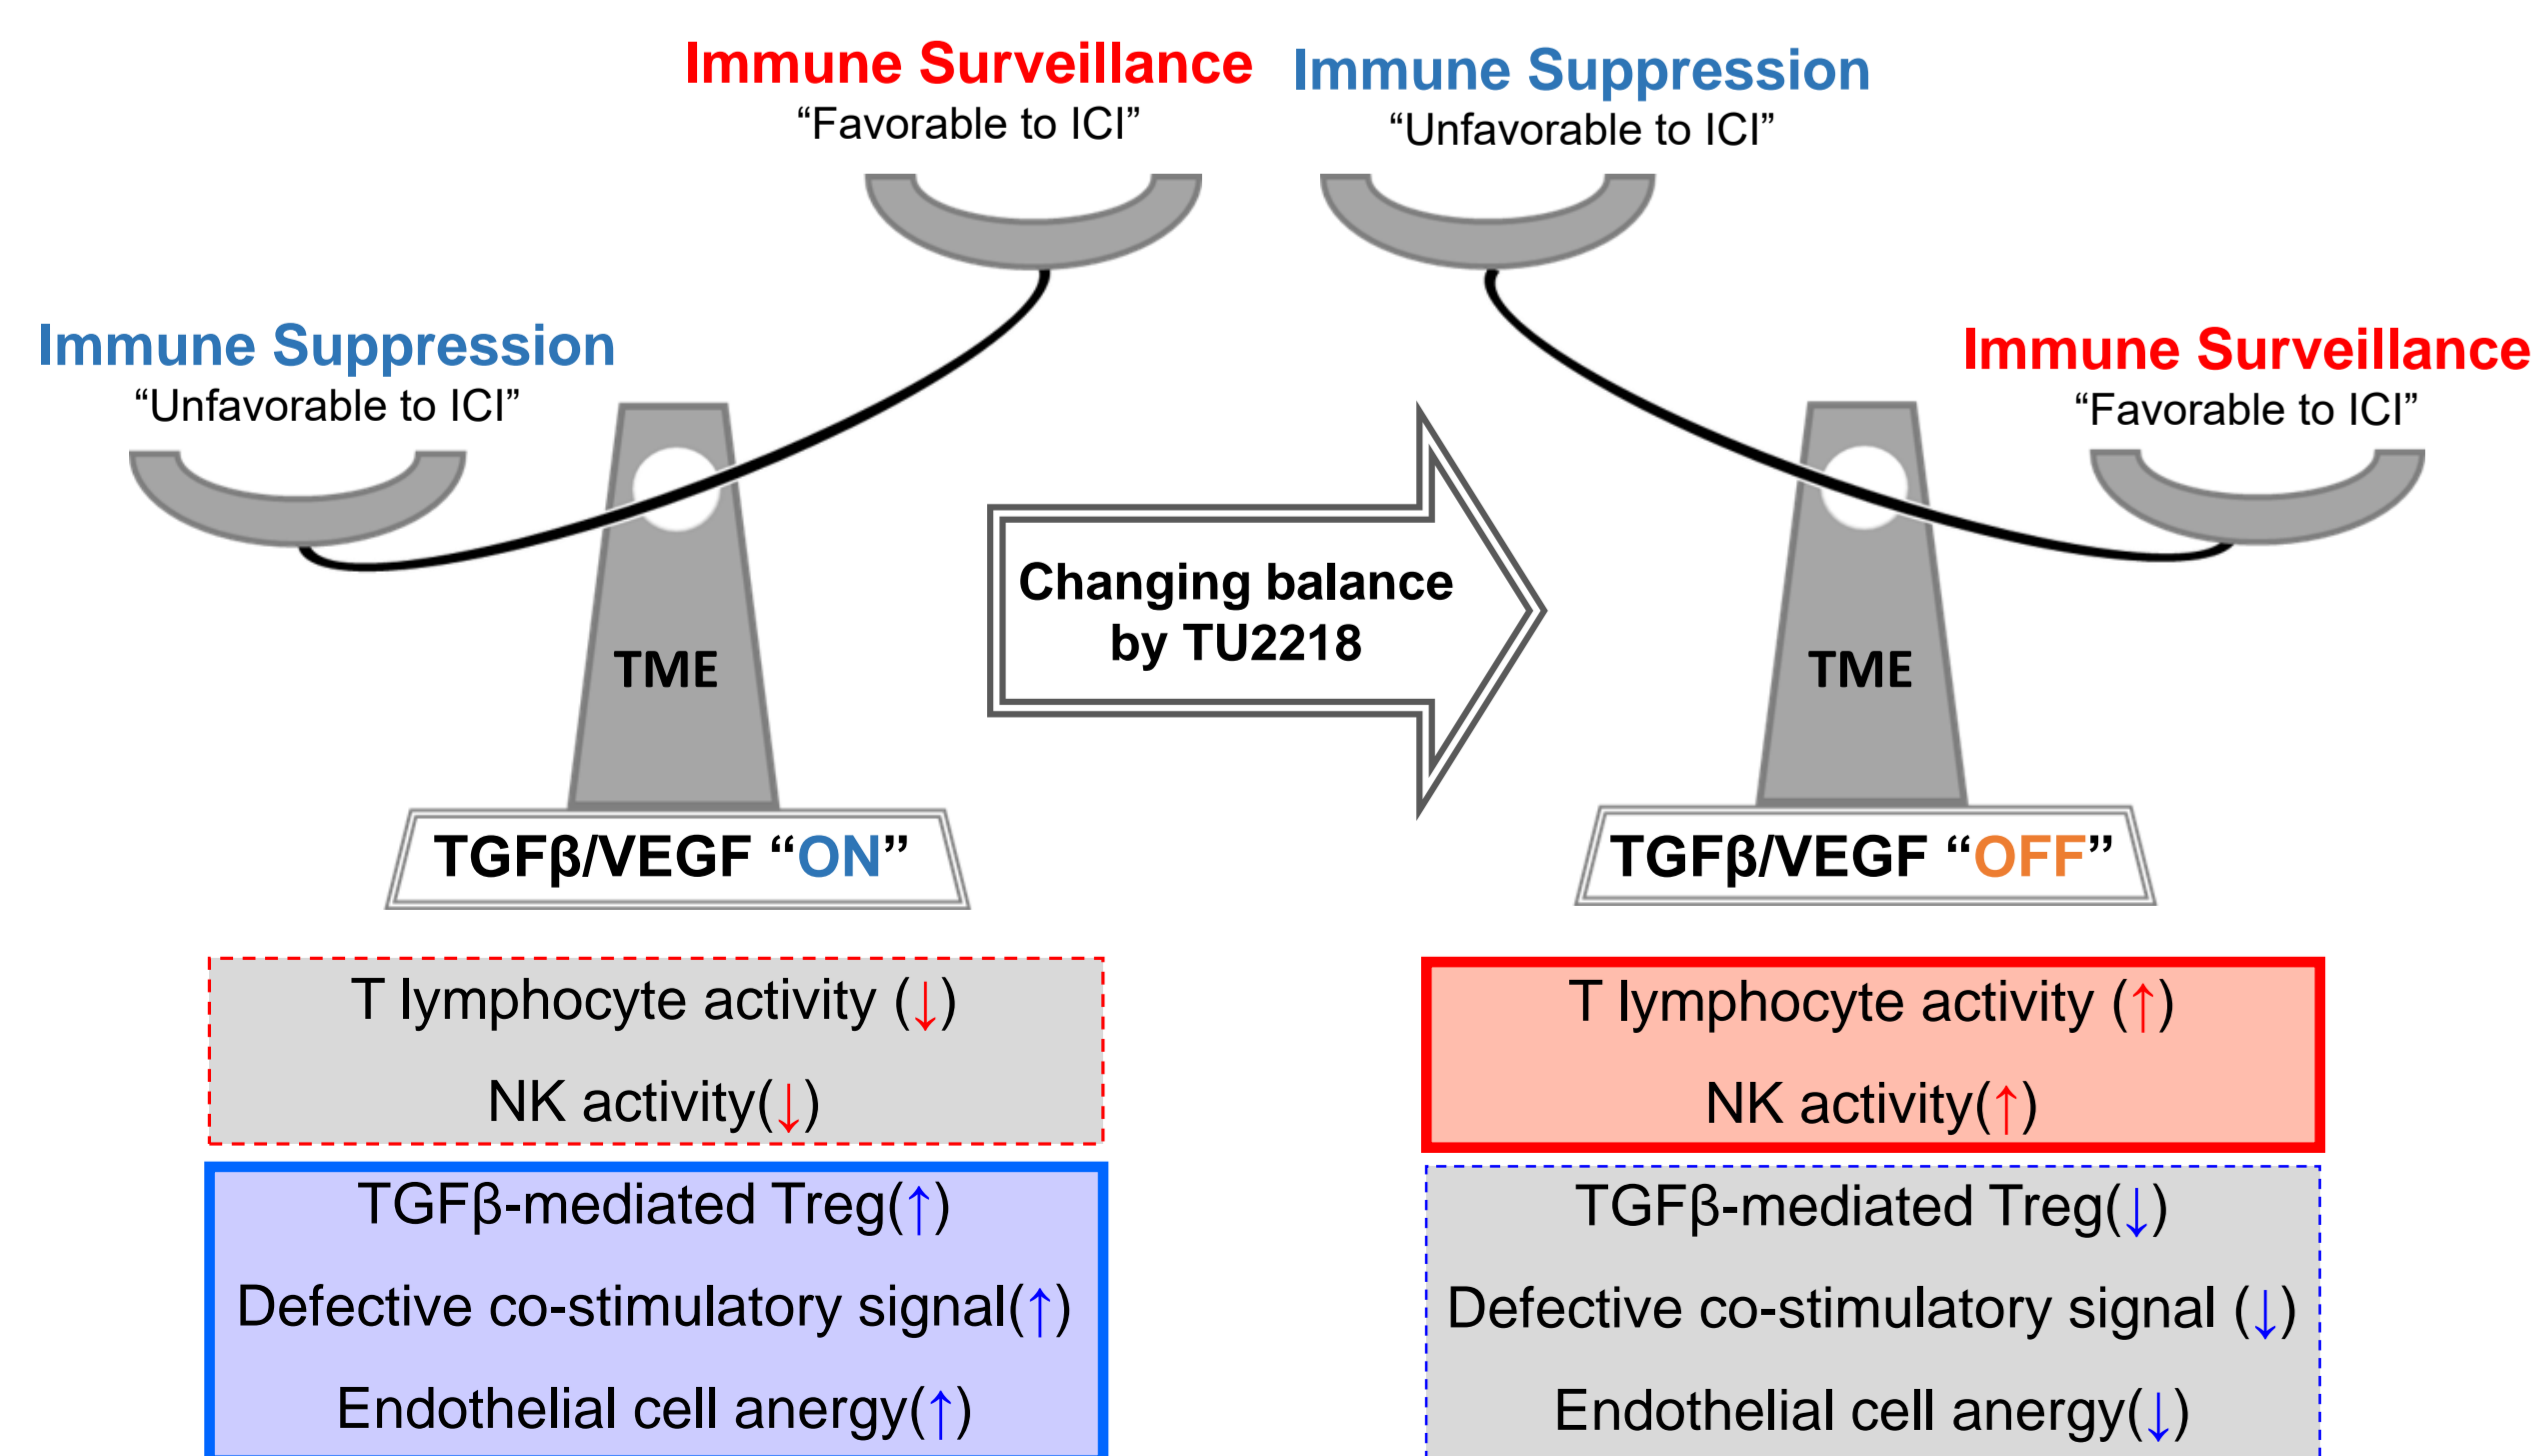 Immune Surveillance
“Favorable to ICI”
Immune Suppression
“Unfavorable to ICI”
TME
TGFβ/VEGF “ON”
Changing balance
by TU2218
Immune Suppression
“Unfavorable to ICI”
Immune Surveillance
“Favorable to ICI”
TME
TGFβ/VEGF “OFF”
T lymphocyte activity (↓)
NK activity(↓)
TGFβ-mediated Treg(↑)
Defective co-stimulatory signal(↑)
Endothelial cell anergy(↑)
T lymphocyte activity (↑)
NK activity(↑)
TGFβ-mediated Treg(↓)
Defective co-stimulatory signal (↓)
Endothelial cell anergy(↓)